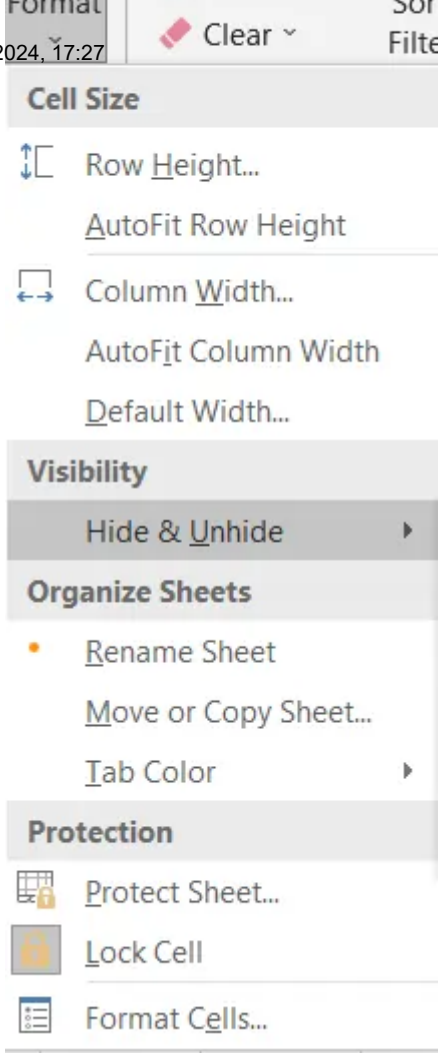 Format
Sor
Clear
Filte
2024, 17:27
Cell Size
Row Height...
AutoFit Row Height
Column Width...
AutoFit Column Width
Default Width...
Visibility
Hide & Unhide
Organize Sheets
Rename Sheet
Move or Copy Sheet...
Tab Color
Protection
Protect Sheet...
Lock Cell
Format Cells...